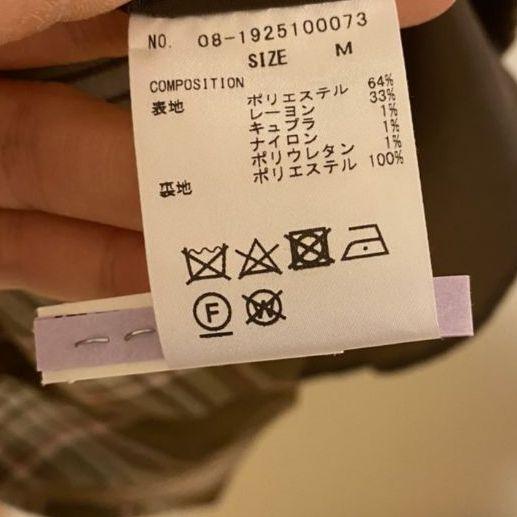 NO. 08-1925100073
SIZE M
COMPOSITION
表地 ポリエステル 64%
レーヨン 33%
キュプラ 1%
ナイロン 1%
ポリウレタン 1%
裏地 ポリエステル 100%
F W